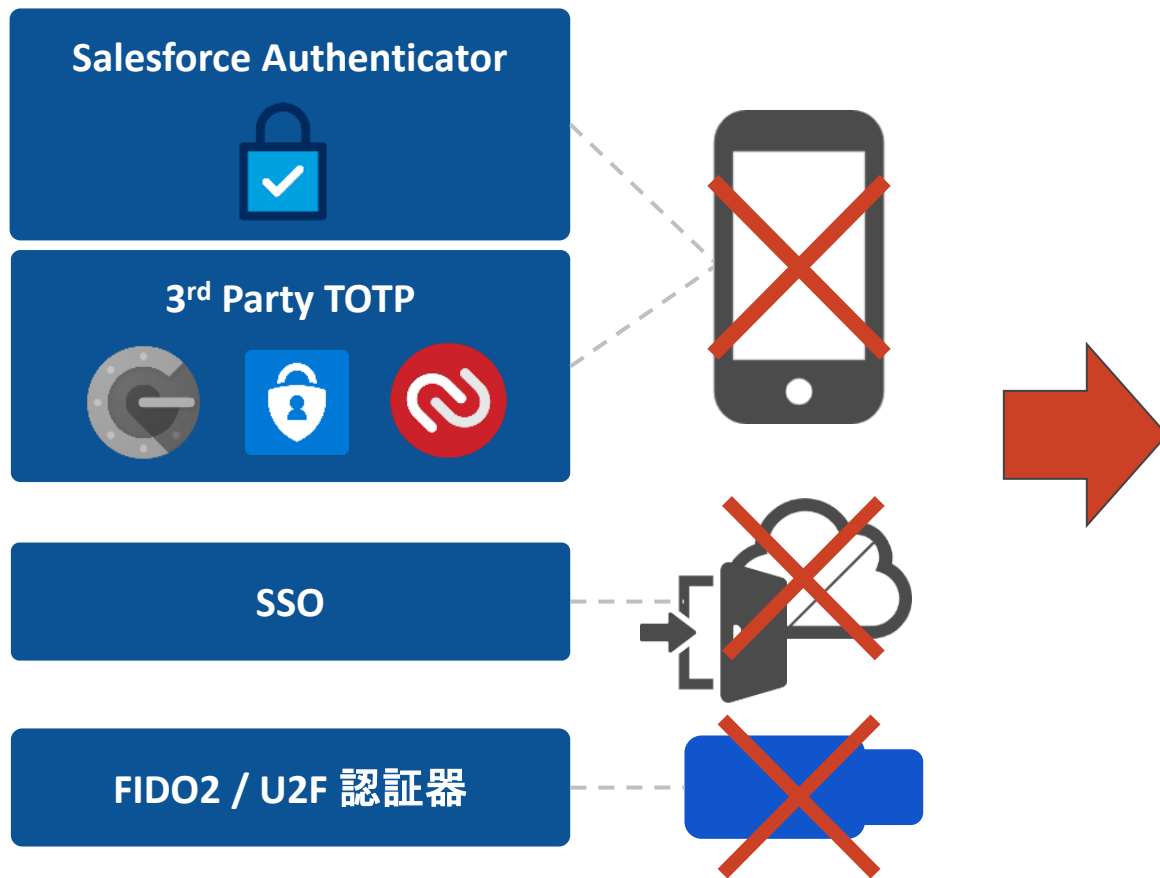 Salesforce Authenticator
3rd Party TOTP
SSO
FIDO2 / U2F 認証器